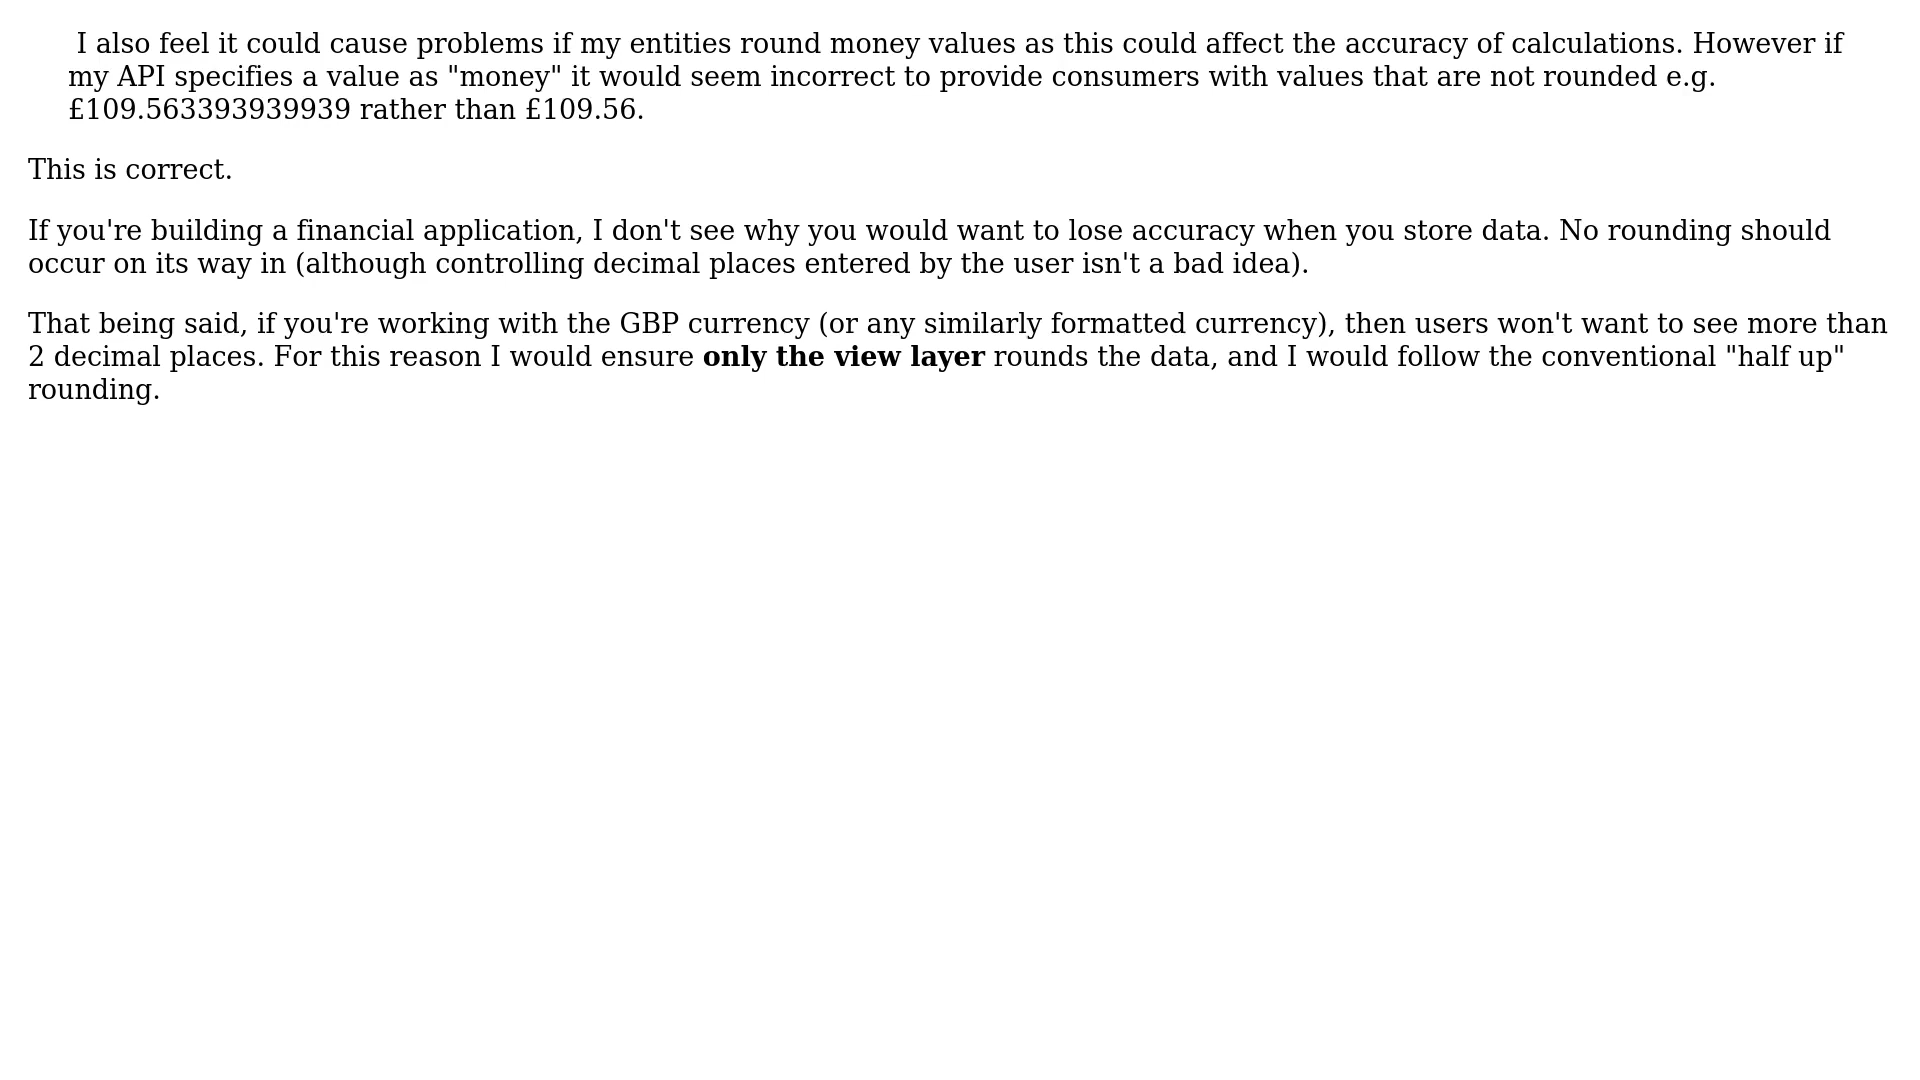 I also feel it could cause problems if my entities round money values as this could affect the accuracy of calculations. However if
my API specifies a value as "money" it would seem incorrect to provide consumers with values that are not rounded e.g.
£109.563393939939 rather than £109.56.
This is correct.
If you're building a financial application, I don't see why you would want to lose accuracy when you store data. No rounding should
occur on its way in (although controlling decimal places entered by the user isn't a bad idea).
That being said, if you're working with the GBP currency (or any similarly formatted currency), then users won't want to see more than
2 decimal places. For this reason I would ensure only the view layer rounds the data, and I would follow the conventional "half up"
rounding.